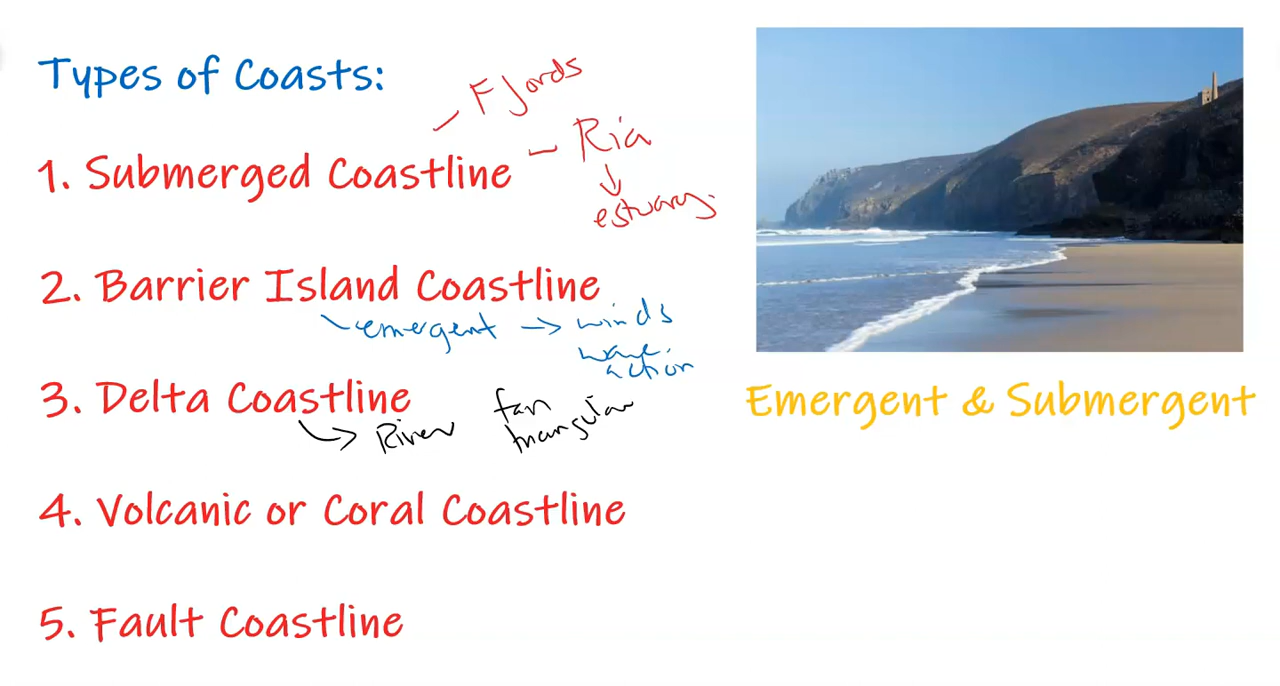 Types of Coasts:
- Fjords
1. Submerged Coastline
- Ria
estuary.
2. Barrier Island Coastline
emergent → winds
wave
action
3. Delta Coastline
→ River
fan
triangular
4. Volcanic or Coral Coastline
5. Fault Coastline
Emergent & Submergent